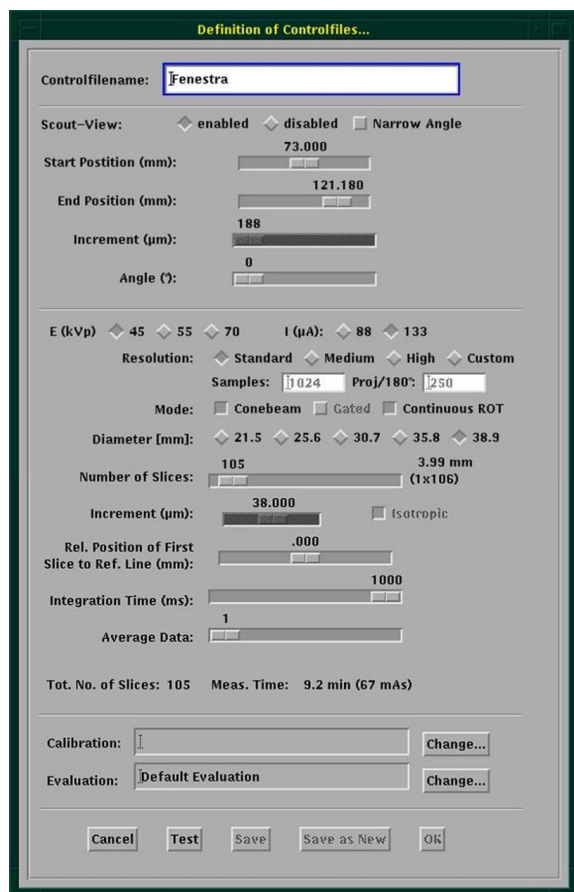 Definition of Controlfiles...
Controlfilename: Fenestra
Scout-View: enabled disabled Narrow Angle
73.000
Start Postition (mm):
121.180
End Position (mm):
188
Increment (µm):
0
Angle (°):
E (kVp) 45 55 70 I (µA): 88 133
Resolution: Standard Medium High Custom
Samples: 1024 Proj/180°: 250
Mode: Conebeam Gated Continuous ROT
Diameter [mm]: 21.5 25.6 30.7 35.8 38.9
105 3.99 mm
Number of Slices: (1x106)
38.000
Increment (µm): Isotropic
Rel. Position of First .000
Slice to Ref. Line (mm):
1000
Integration Time (ms):
1
Average Data:
Tot. No. of Slices: 105 Meas. Time: 9.2 min (67 mAs)
Calibration: Change...
Evaluation: Default Evaluation Change...
Cancel Test Save Save as New OK